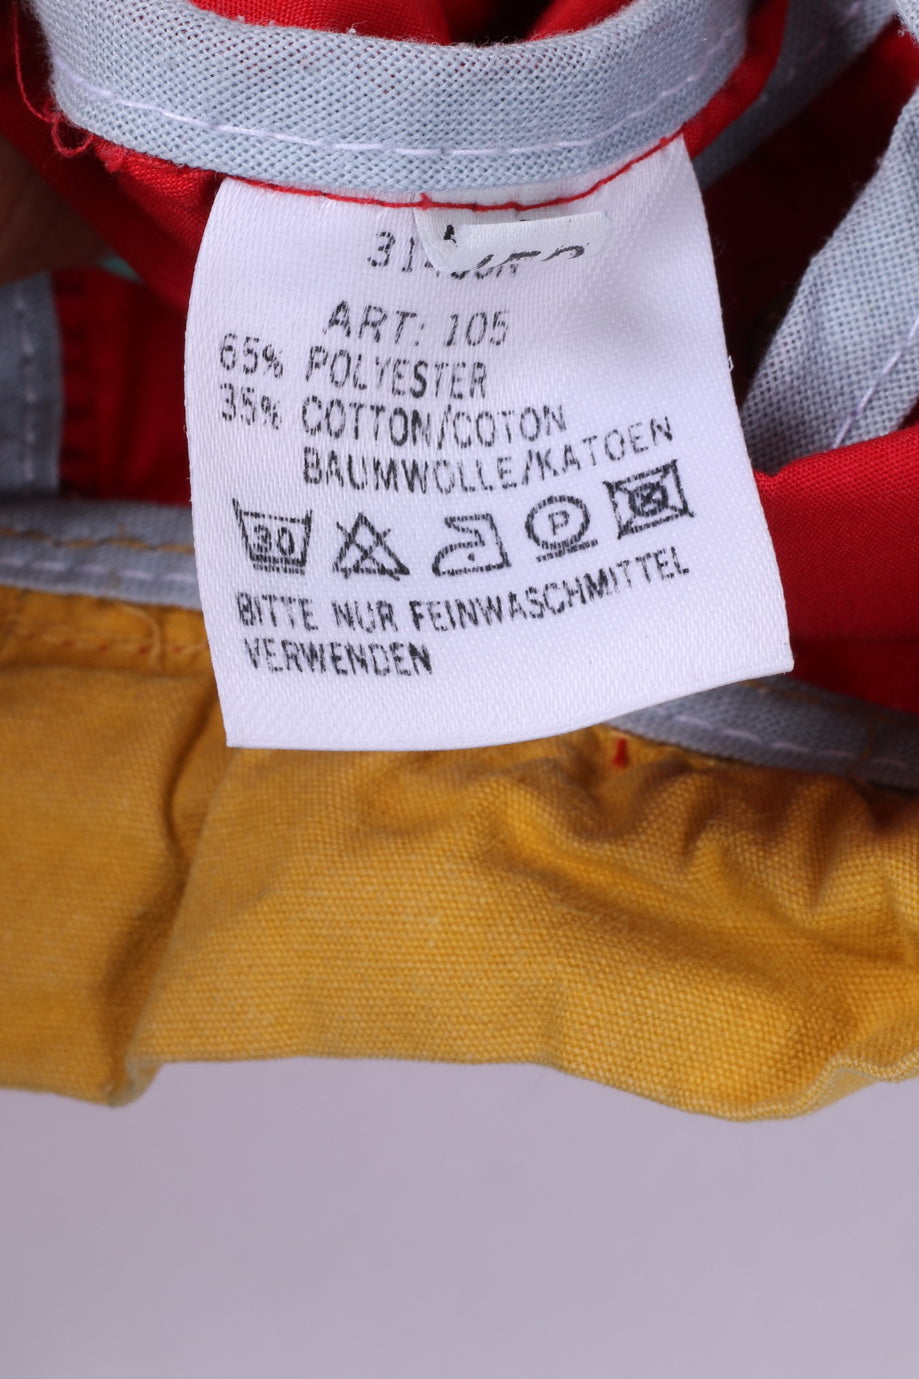 ART: 105
65% POLYESTER
35% COTTON/COTON
BAUMWOLLE/KATOEN
30 P
BITTE NUR FEINWASCHMITTEL
VERWENDEN